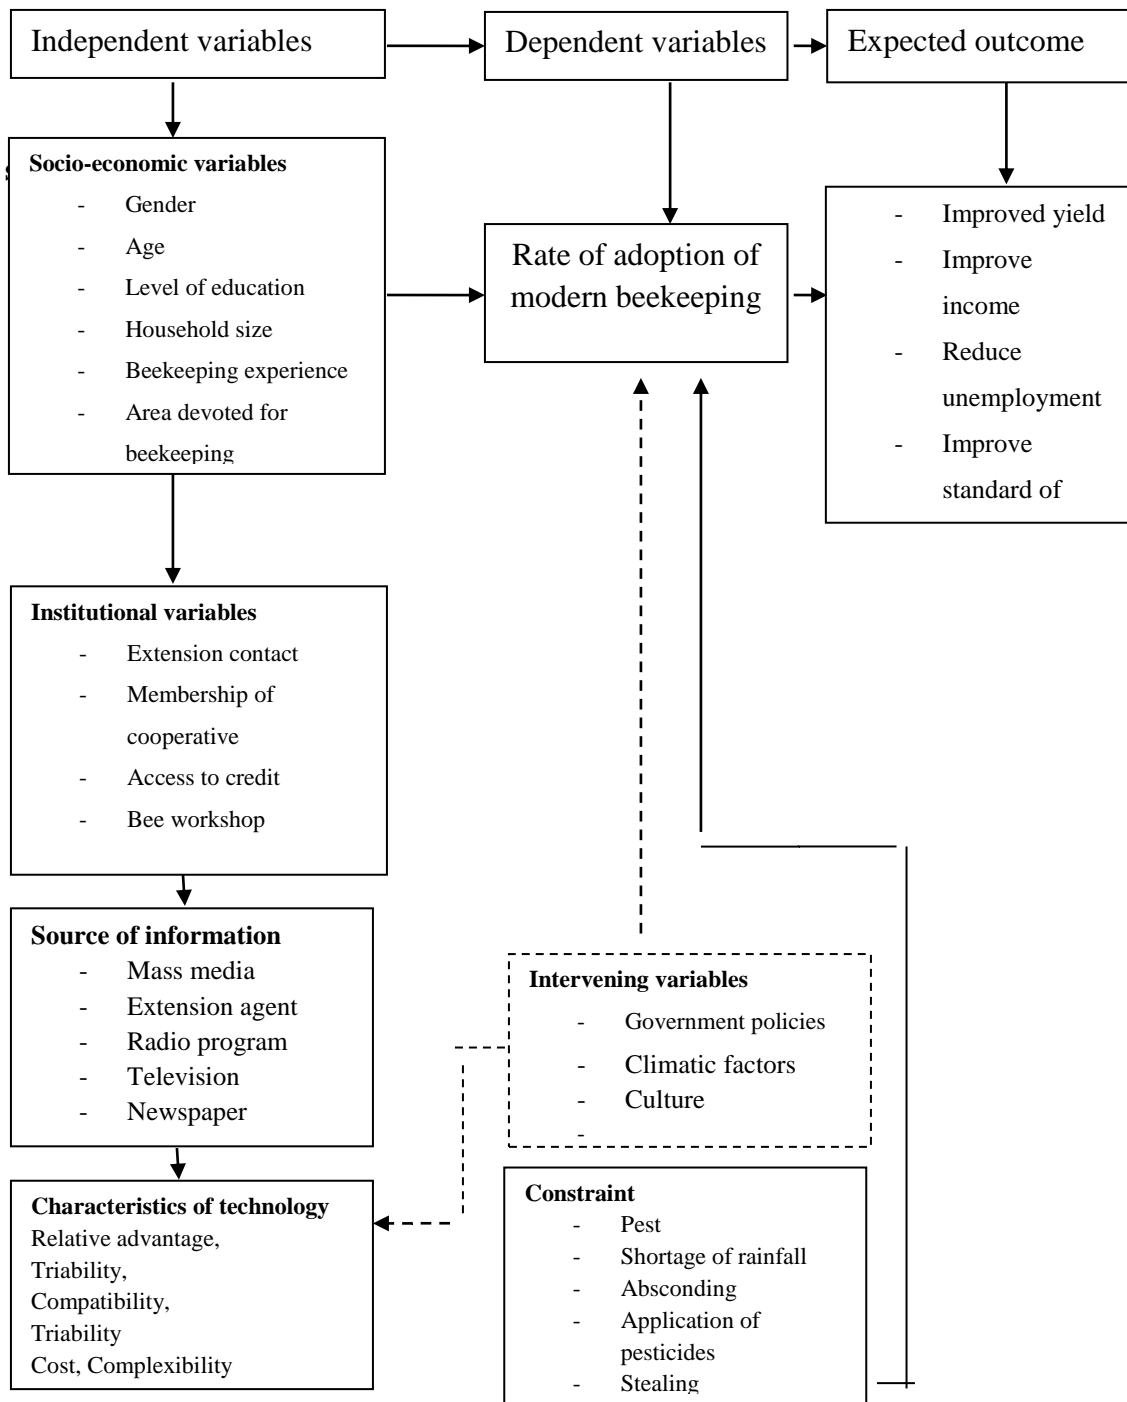 Independent variables
Dependent variables
Expected outcome
Socio-economic variables
- Gender
- Age
- Level of education
- Household size
- Beekeeping experience
- Area devoted for
beekeeping
Rate of adoption of
modern beekeeping
- Improved yield
- Improve
income
- Reduce
unemployment
- Improve
standard of
Institutional variables
- Extension contact
- Membership of
cooperative
- Access to credit
- Bee workshop
Source of information
- Mass media
- Extension agent
- Radio program
- Television
- Newspaper
Intervening variables
- Government policies
- Climatic factors
- Culture
-
Characteristics of technology
Relative advantage,
Triability,
Compatibility,
Triability
Cost, Complexibility
Constraint
- Pest
- Shortage of rainfall
- Absconding
- Application of
pesticides
- Stealing